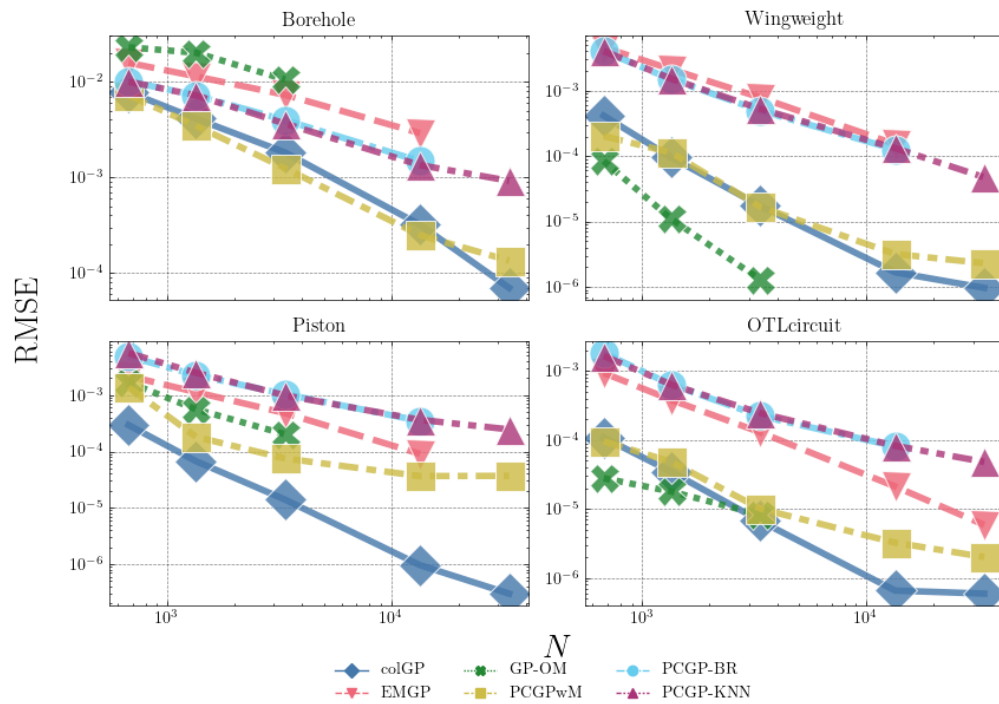 Borehole
Wingweight
10^−2
10^−3
10^−4
10^−3
10^−4
10^−5
10^−6
RMSE
Piston
OTLcircuit
10^−3
10^−4
10^−5
10^−6
10^−3
10^−4
10^−5
10^−6
10^3
10^4
10^3
10^4
N
colGP
GP-OM
PCGP-BR
EMGP
PCGPwM
PCGP-KNN